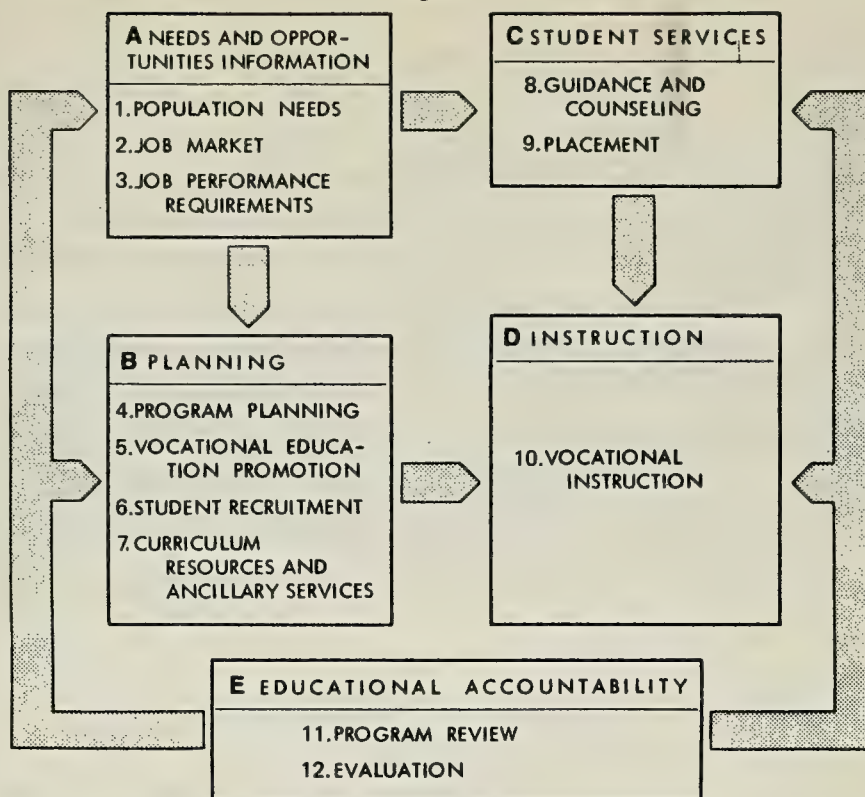 A NEEDS AND OPPOR-
TUNITIES INFORMATION
1. POPULATION NEEDS
2. JOB MARKET
3. JOB PERFORMANCE
REQUIREMENTS
C STUDENT SERVICES
8. GUIDANCE AND
COUNSELING
9. PLACEMENT
B PLANNING
4. PROGRAM PLANNING
5. VOCATIONAL EDUCA-
TION PROMOTION
6. STUDENT RECRUITMENT
7. CURRICULUM
RESOURCES AND
ANCILLARY SERVICES
D INSTRUCTION
10. VOCATIONAL
INSTRUCTION
E EDUCATIONAL ACCOUNTABILITY
11. PROGRAM REVIEW
12. EVALUATION